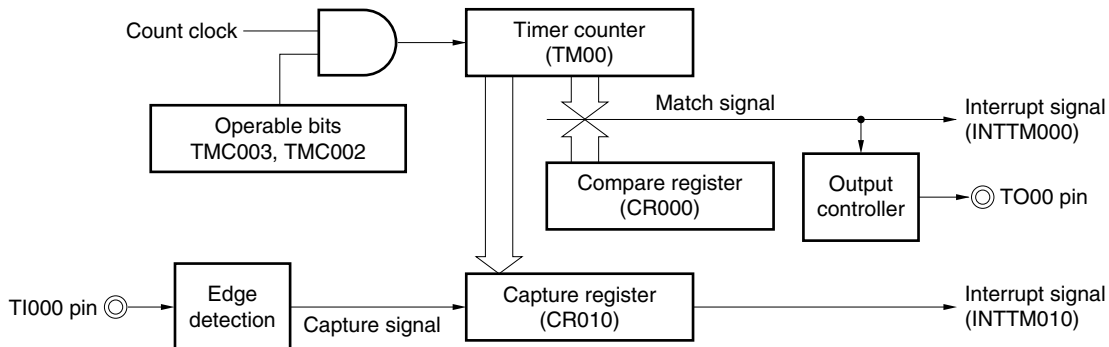 Count clock
Timer counter
(TM00)
Operable bits
TMC003, TMC002
Match signal
Interrupt signal
(INTTM000)
Compare register
(CR000)
Output
controller
TO00 pin
TI000 pin
Edge
detection
Capture signal
Capture register
(CR010)
Interrupt signal
(INTTM010)